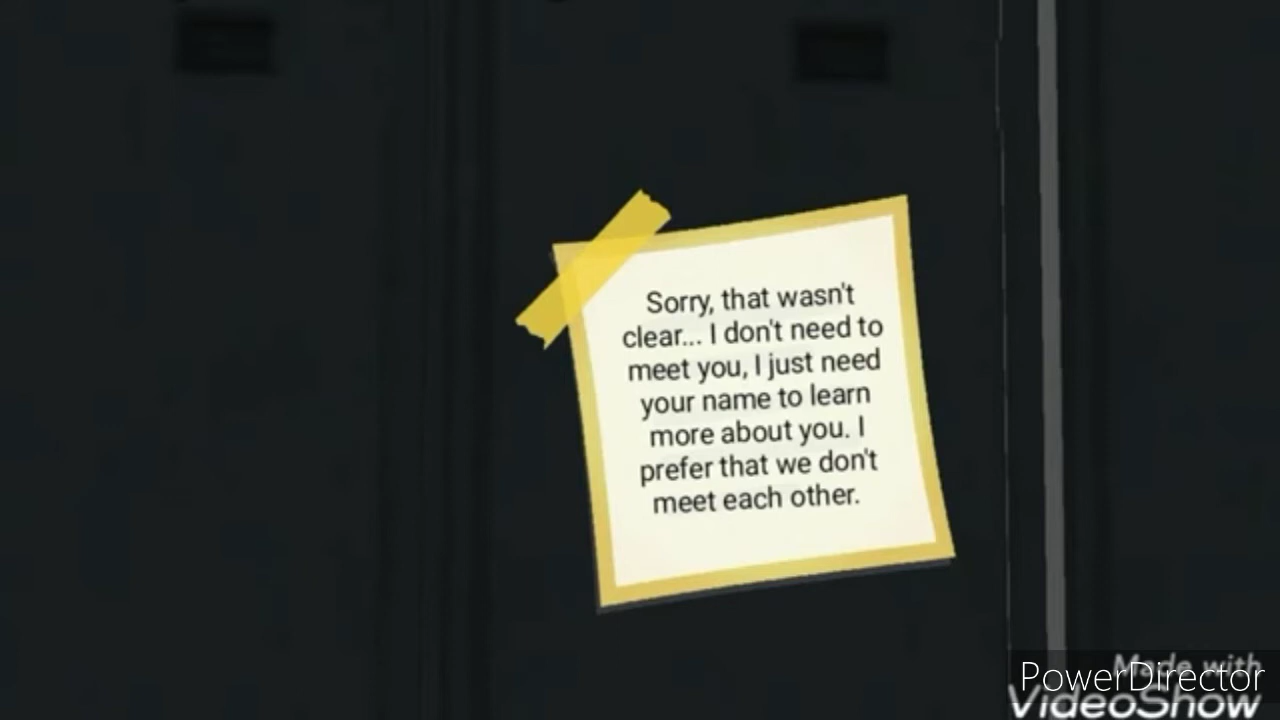 Sorry, that wasn't
clear... I don't need to
meet you, I just need
your name to learn
more about you. I
prefer that we don't
meet each other.
Made with
PowerDirector
VideoShow